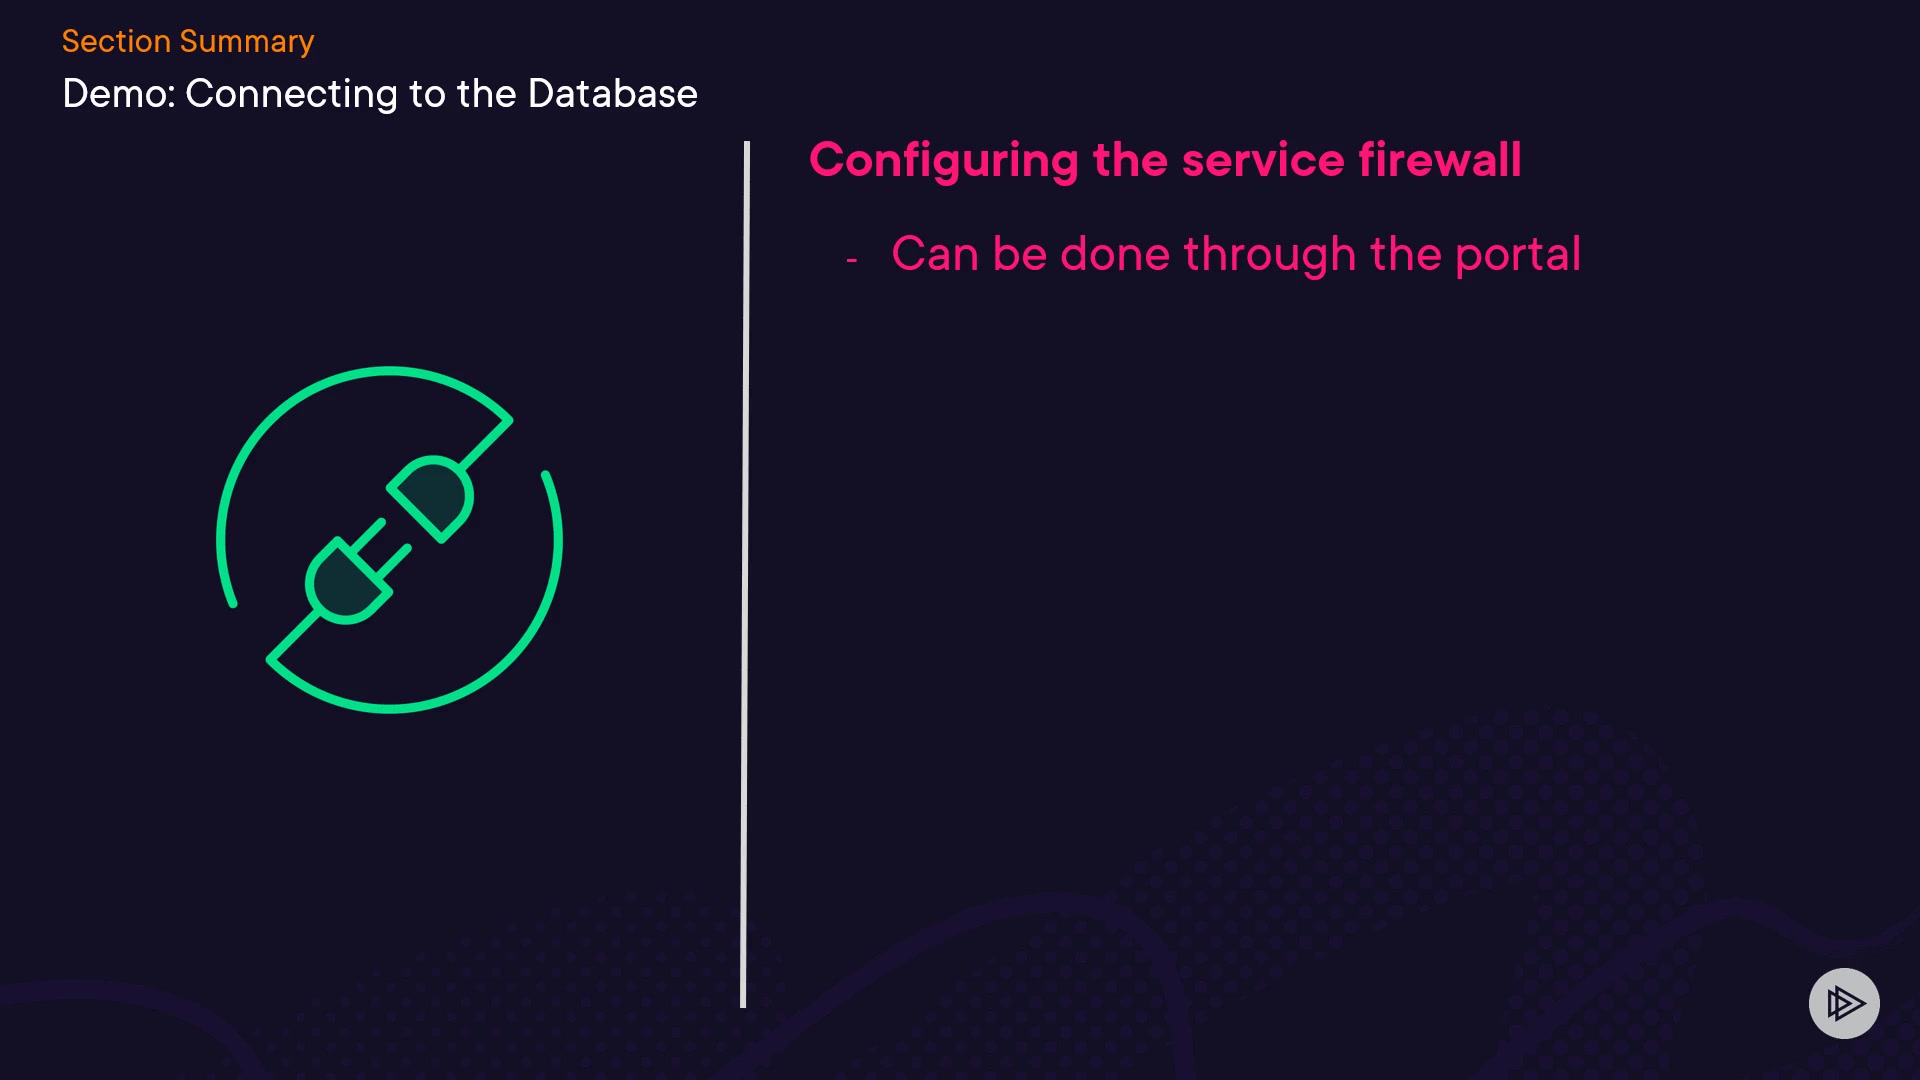 Section Summary
Demo: Connecting to the Database
Configuring the service firewall
- Can be done through the portal